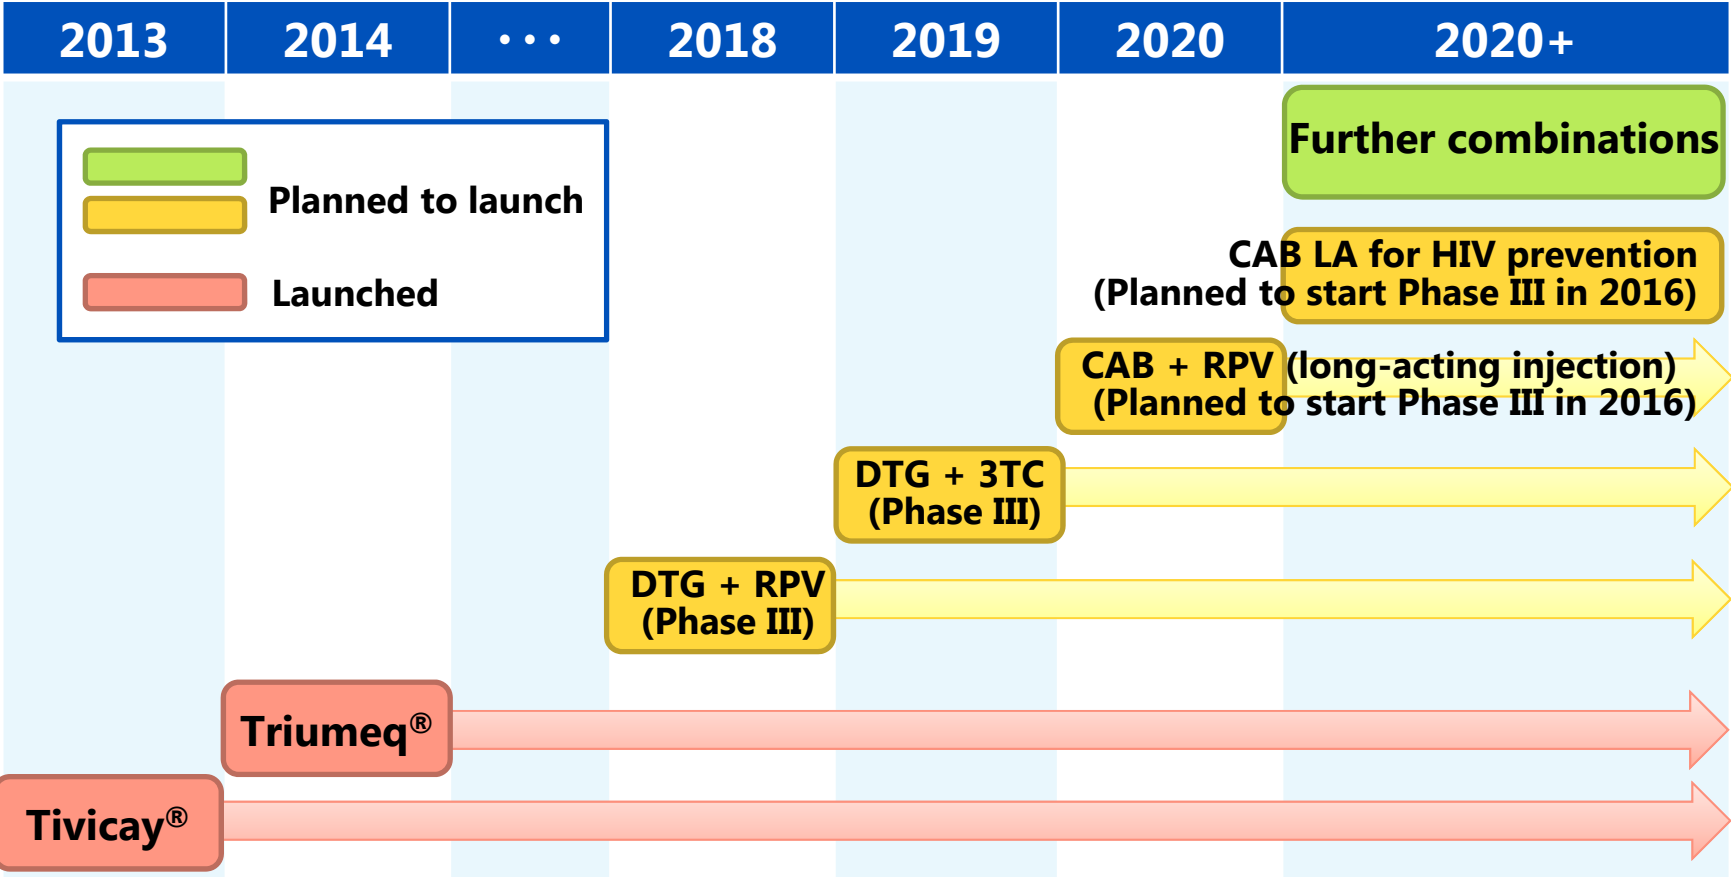 2013 2014 ··· 2018 2019 2020 2020+
Planned to launch
Launched
Further combinations
CAB LA for HIV prevention
(Planned to start Phase III in 2016)
CAB + RPV (long-acting injection)
(Planned to start Phase III in 2016)
DTG + 3TC
(Phase III)
DTG + RPV
(Phase III)
Triumeq®
Tivicay®